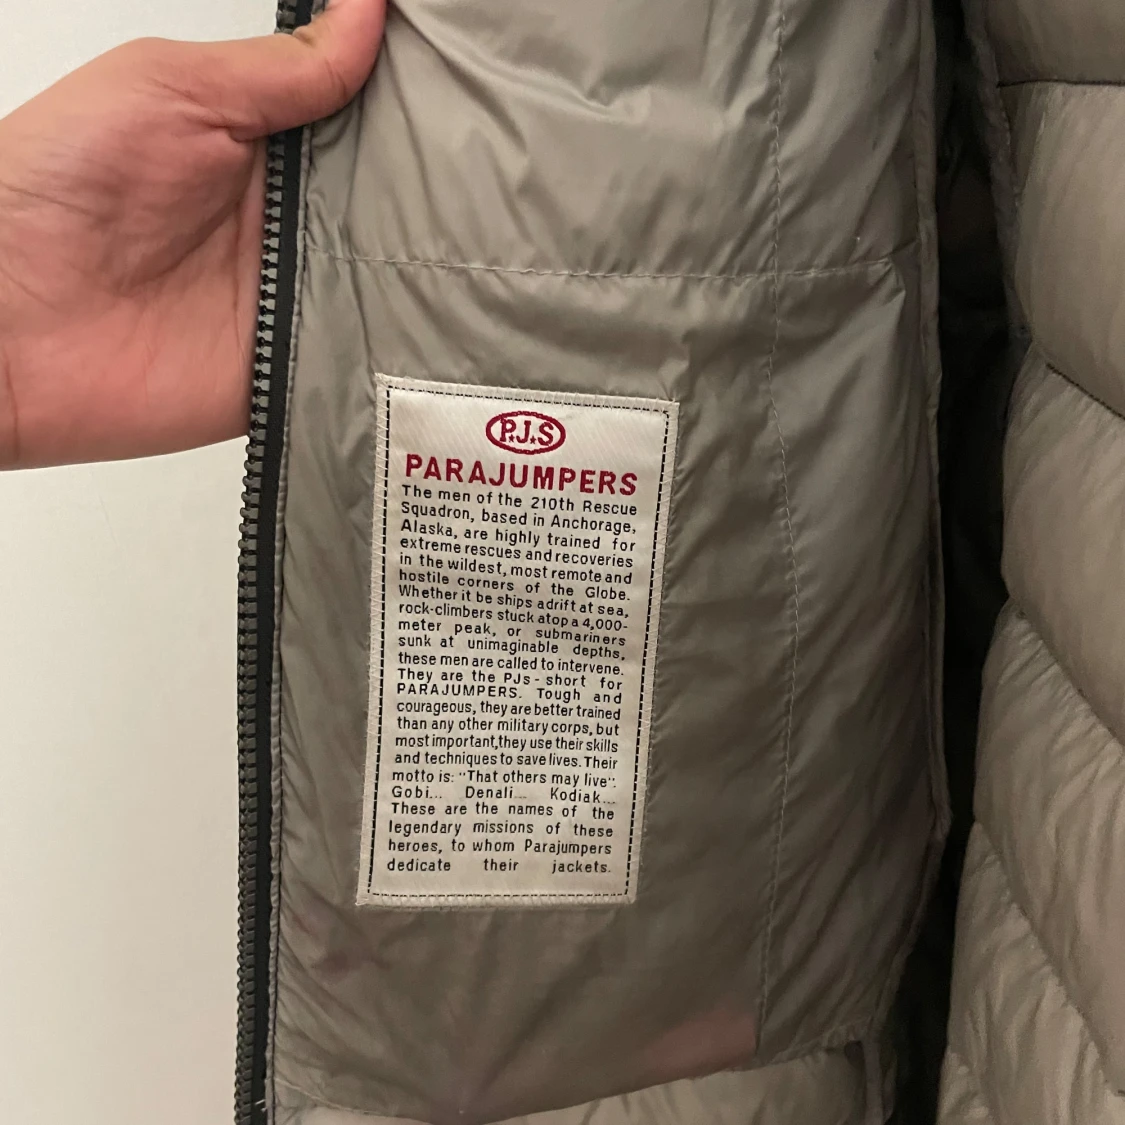 P.J.S
PARAJUMPERS
The men of the 210th Rescue
Squadron, based in Anchorage,
Alaska, are highly trained for
extreme rescues and recoveries
in the wildest, most remote and
hostile corners of the Globe.
Whether it be ships adrift at sea,
rock-climbers stuck atop a 4,000-
meter peak, or submariners
sunk at unimaginable depths,
these men are called to intervene.
They are the PJs - short for
PARAJUMPERS. Tough and
courageous, they are better trained
than any other military corps, but
most important,they use their skills
and techniques to save lives. Their
motto is: "That others may live":
Gobi... Denali... Kodiak...
These are the names of the
legendary missions of these
heroes, to whom Parajumpers
dedicate their jackets.